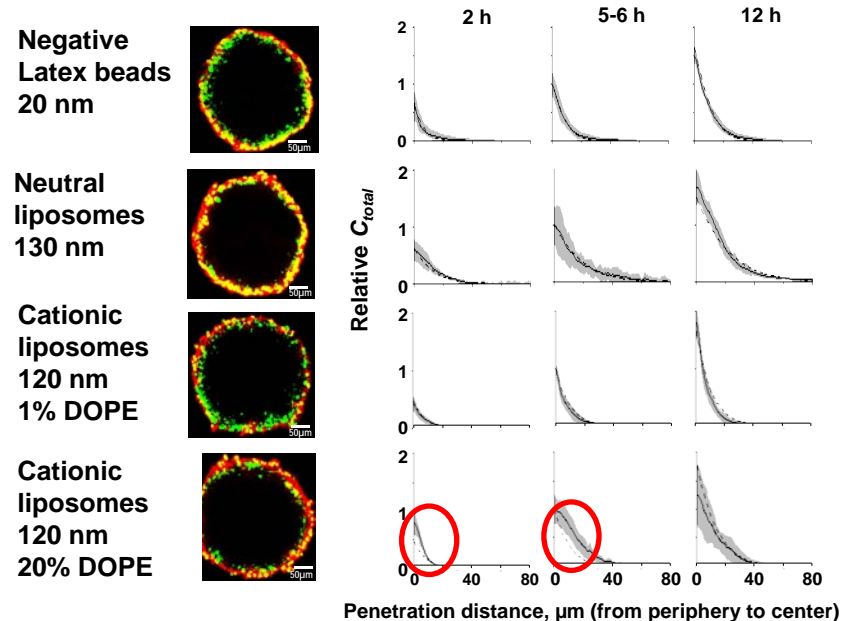 2 h
5-6 h
12 h
Negative
Latex beads
20 nm
50µm
2
1
0
Neutral
liposomes
130 nm
50µm
2
1
0
Cationic
liposomes
120 nm
1% DOPE
50µm
2
1
0
Cationic
liposomes
120 nm
20% DOPE
50µm
2
1
0
Relative C_total
0 40 80
0 40 80
0 40 80
Penetration distance, µm (from periphery to center)